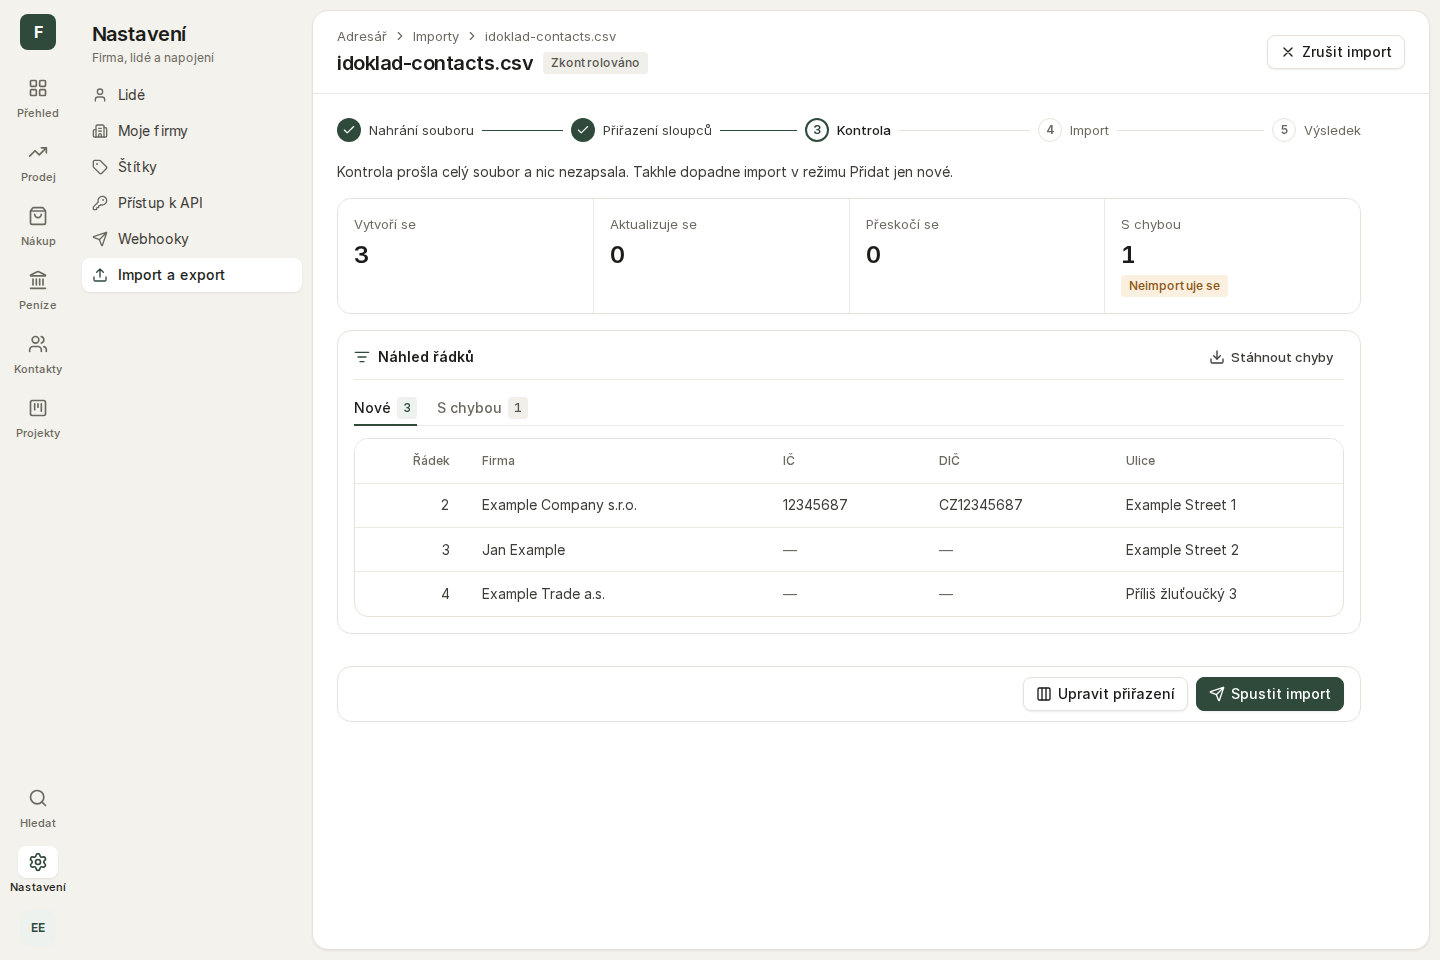 F
Přehled
Prodej
Nákup
Peníze
Kontakty
Projekty
Hledat
Nastavení
EE
Nastavení
Firma, lidé a napojení
Lidé
Moje firmy
Štítky
Přístup k API
Webhooky
Import a export
Adresář > Importy > idoklad-contacts.csv
idoklad-contacts.csv Zkontrolováno
Zrušit import
Nahrání souboru Přiřazení sloupců 3 Kontrola 4 Import 5 Výsledek
Kontrola prošla celý soubor a nic nezapsala. Takhle dopadne import v režimu Přidat jen nové.
Vytvoří se Aktualizuje se Přeskočí se S chybou
3 0 0 1
Neimportuje se
Náhled řádků Stáhnout chyby
Nové 3 S chybou 1
Řádek Firma IČ DIČ Ulice
2 Example Company s.r.o. 12345687 CZ12345687 Example Street 1
3 Jan Example — — Example Street 2
4 Example Trade a.s. — — Příliš žluťoučký 3
Upravit přiřazení Spustit import